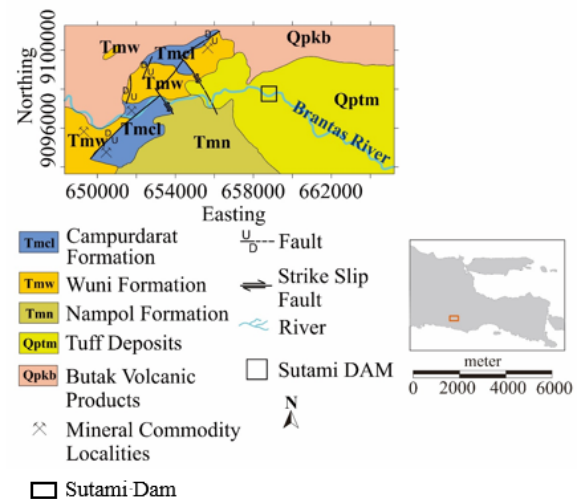 Northing
9100000
9096000
Tmw
Tmcl
Qpkb
Tmw
Qptm
Tmcl
Tmw
Tmn
Brantas River
D
U
D
U
D
U
D
U
650000 654000 658000 662000
Easting
Tmcl Campurdarat
Formation
Tmw Wuni Formation
Tmn Nampol Formation
Qptm Tuff Deposits
Qpkb Butak Volcanic
Products
Mineral Commodity
Localities
Sutami Dam
U
D Fault
Strike Slip
Fault
River
Sutami DAM
N
meter
0 2000 4000 6000